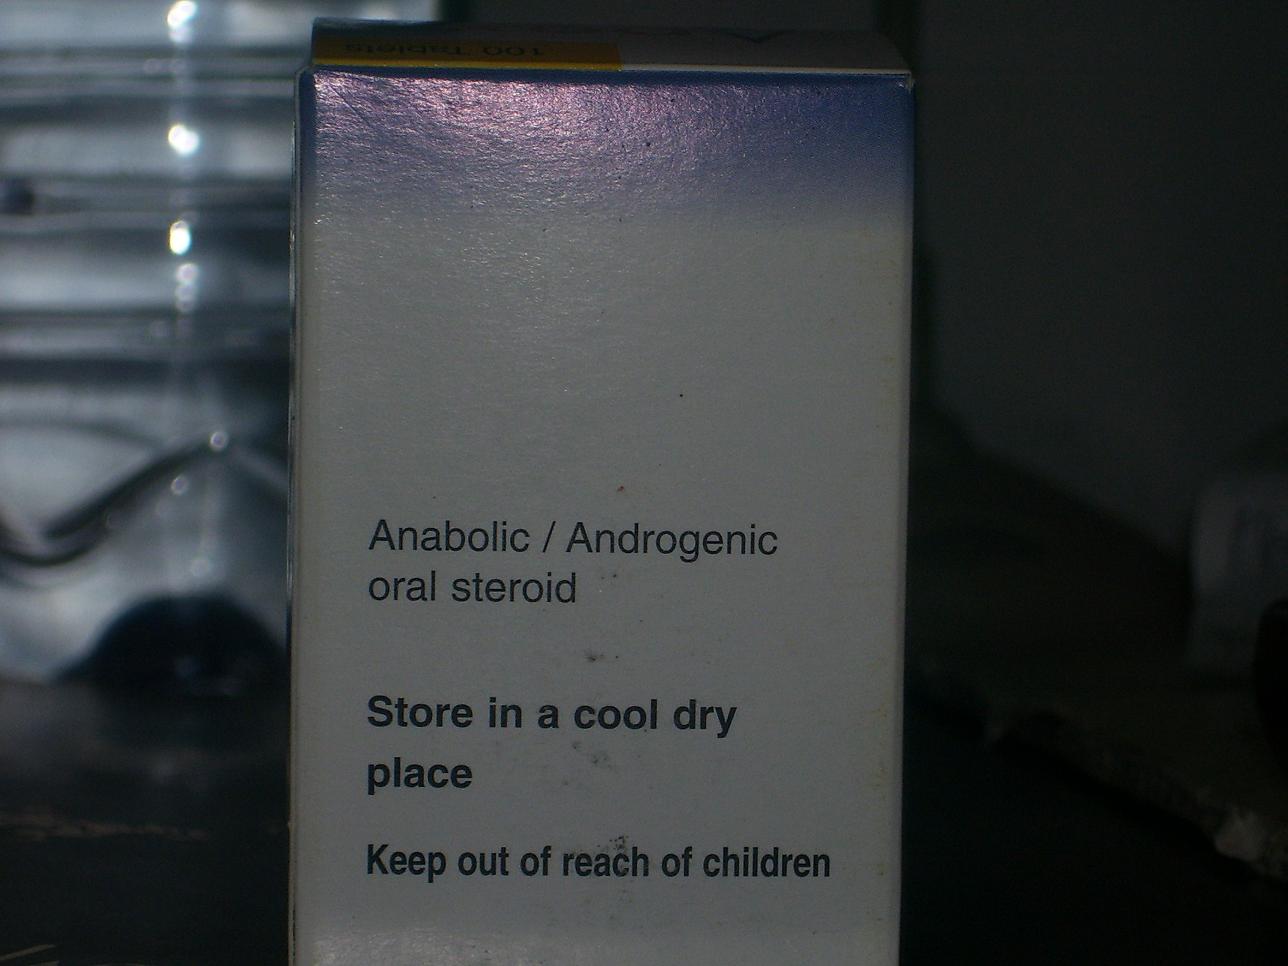 100 Tablets
Anabolic / Androgenic
oral steroid
Store in a cool dry
place
Keep out of reach of children